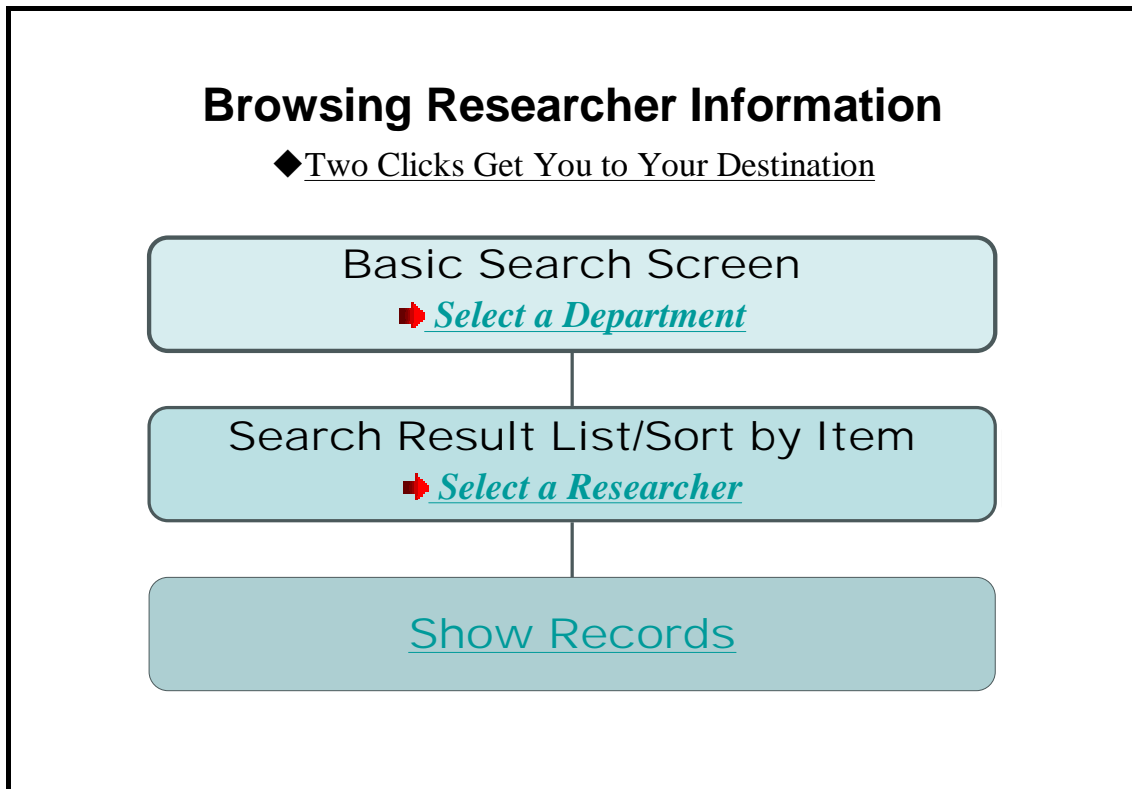 Browsing Researcher Information
◆Two Clicks Get You to Your Destination
Basic Search Screen
Select a Department
Search Result List/Sort by Item
Select a Researcher
Show Records